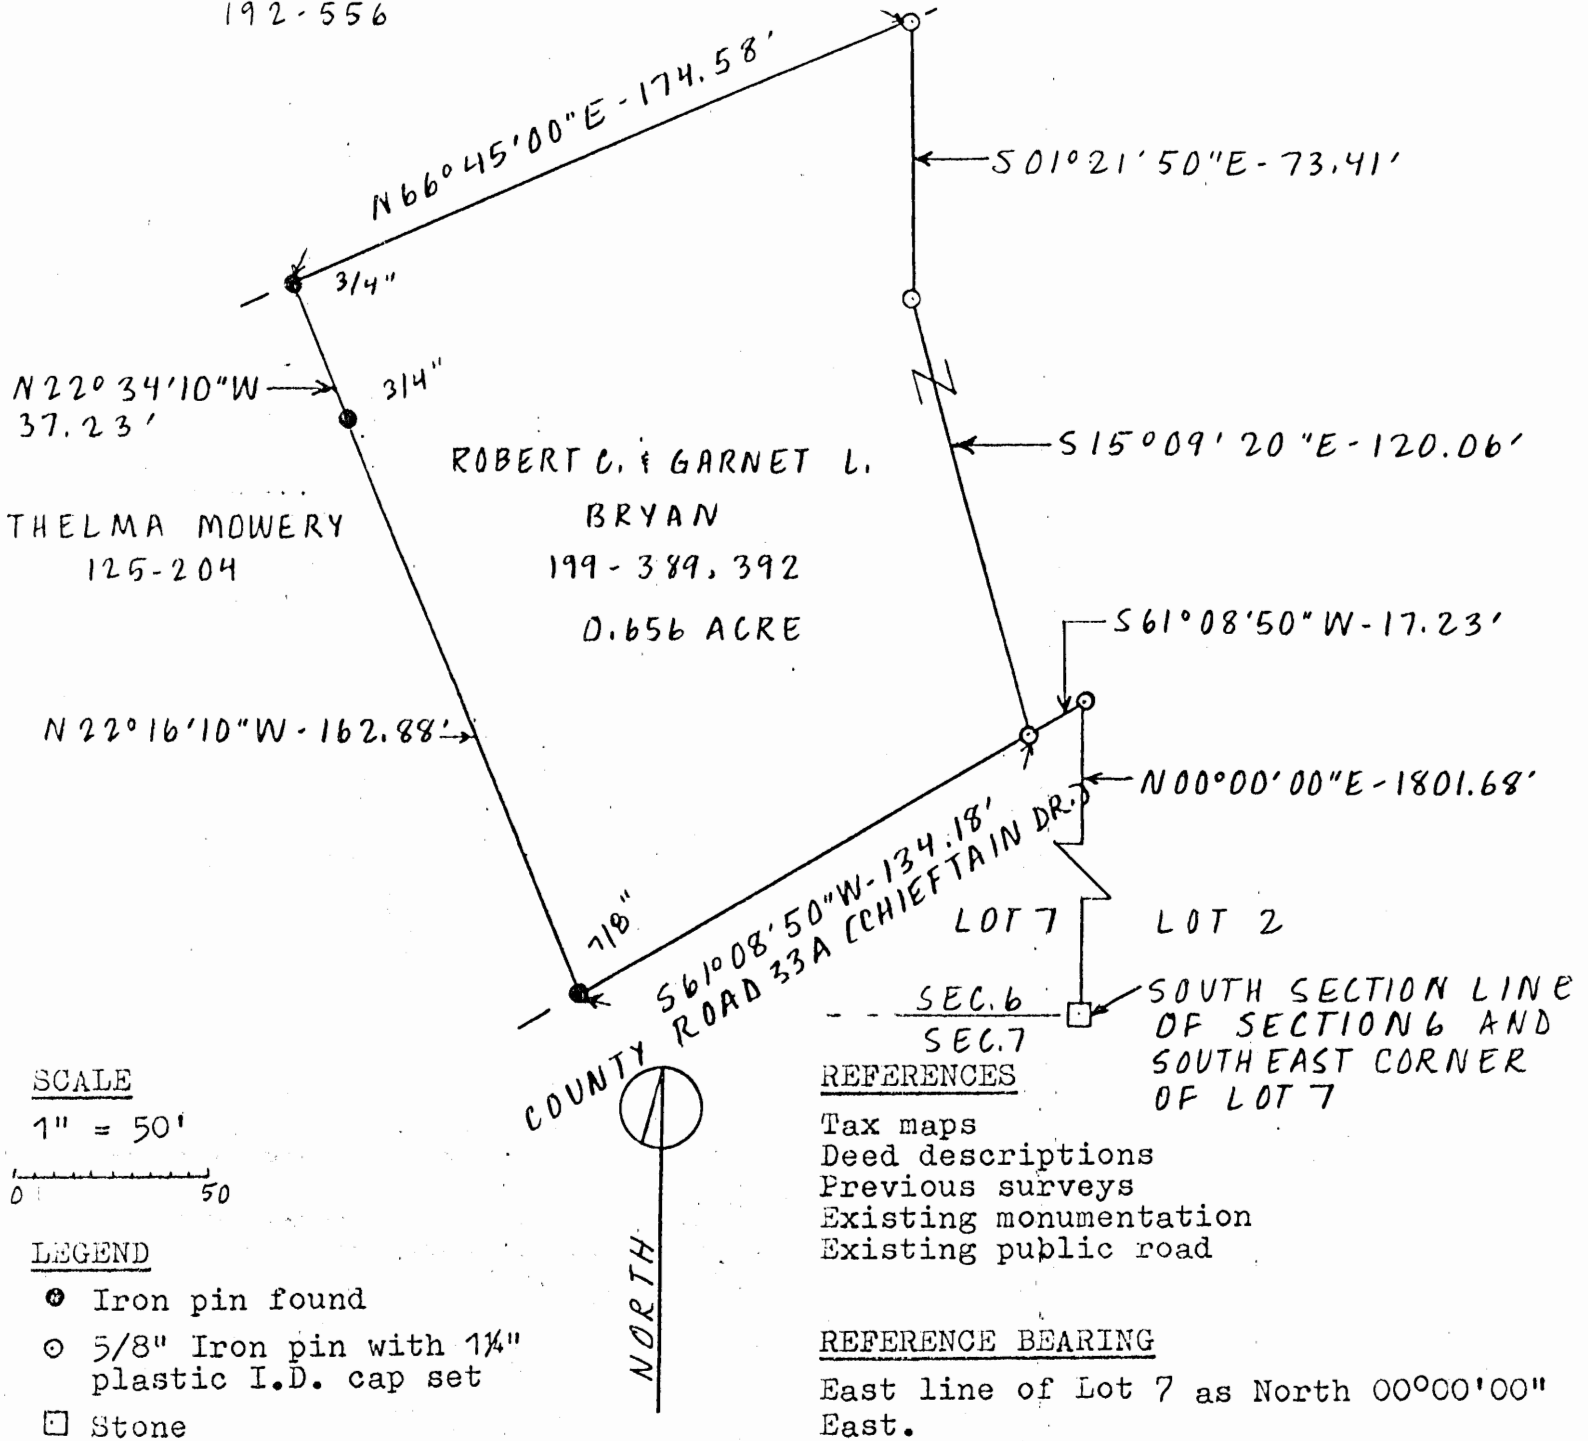 192-556
N66°45'00"E-174.58'
S01°21'50"E-73.41'
3/4"
N22°34'10"W
37.23'
3/4"
S15°09'20"E-120.06'
ROBERT C. & GARNET L.
BRYAN
199-389,392
0.656 ACRE
THELMA MOWERY
125-204
S61°08'50"W-17.23'
N22°16'10"W-162.88'
N00°00'00"E-1801.68'
7/8"
S61°08'50"W-134.18'
COUNTY ROAD 33A (CHIEFTAIN DR.)
LOT 7
LOT 2
SEC.6
SEC.7
SOUTH SECTION LINE
OF SECTION 6 AND
SOUTHEAST CORNER
OF LOT 7
SCALE
1" = 50'
0 50
LEGEND
Iron pin found
5/8" Iron pin with 1¼"
plastic I.D. cap set
Stone
NORTH
REFERENCES
Tax maps
Deed descriptions
Previous surveys
Existing monumentation
Existing public road
REFERENCE BEARING
East line of Lot 7 as North 00°00'00"
East.